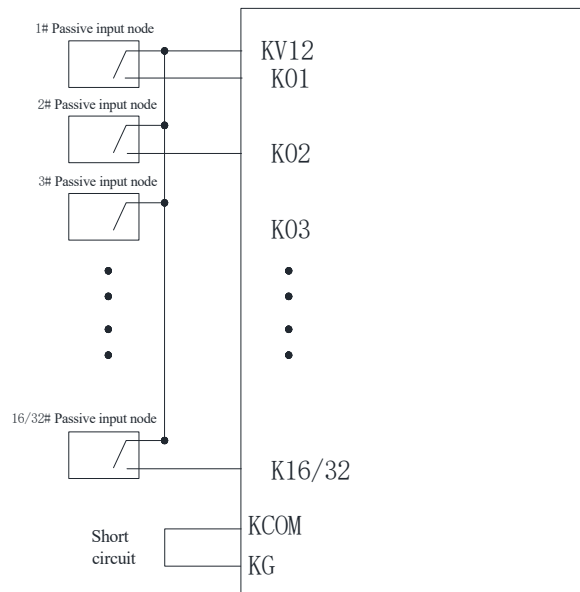 1# Passive input node
KV12
K01
2# Passive input node
K02
3# Passive input node
K03
16/32# Passive input node
K16/32
KCOM
Short
circuit
KG